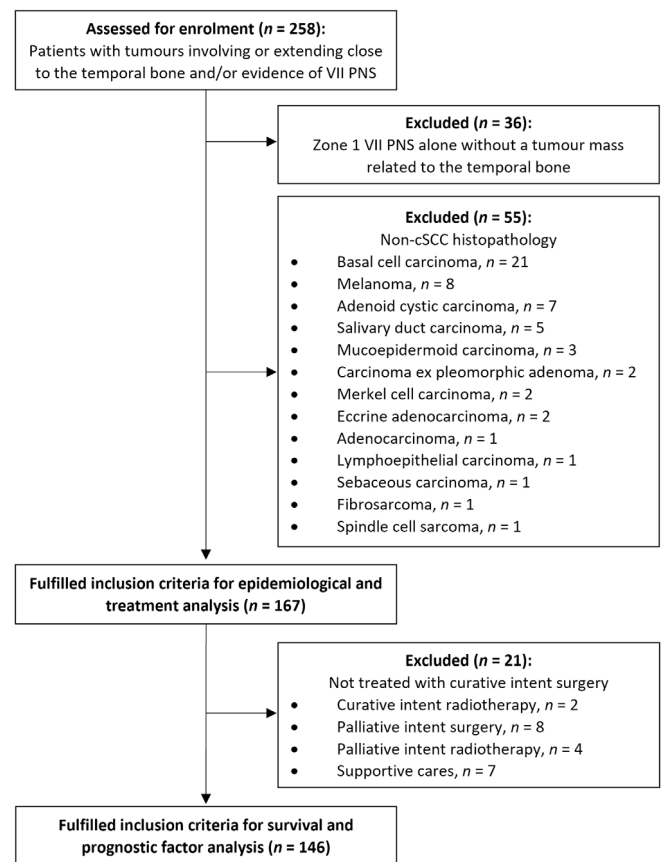 Assessed for enrolment (n = 258):
Patients with tumours involving or extending close
to the temporal bone and/or evidence of VII PNS
Excluded (n = 36):
Zone 1 VII PNS alone without a tumour mass
related to the temporal bone
Excluded (n = 55):
Non-cSCC histopathology
• Basal cell carcinoma, n = 21
• Melanoma, n = 8
• Adenoid cystic carcinoma, n = 7
• Salivary duct carcinoma, n = 5
• Mucoepidermoid carcinoma, n = 3
• Carcinoma ex pleomorphic adenoma, n = 2
• Merkel cell carcinoma, n = 2
• Eccrine adenocarcinoma, n = 2
• Adenocarcinoma, n = 1
• Lymphoepithelial carcinoma, n = 1
• Sebaceous carcinoma, n = 1
• Fibrosarcoma, n = 1
• Spindle cell sarcoma, n = 1
Fulfilled inclusion criteria for epidemiological and
treatment analysis (n = 167)
Excluded (n = 21):
Not treated with curative intent surgery
• Curative intent radiotherapy, n = 2
• Palliative intent surgery, n = 8
• Palliative intent radiotherapy, n = 4
• Supportive cares, n = 7
Fulfilled inclusion criteria for survival and
prognostic factor analysis (n = 146)